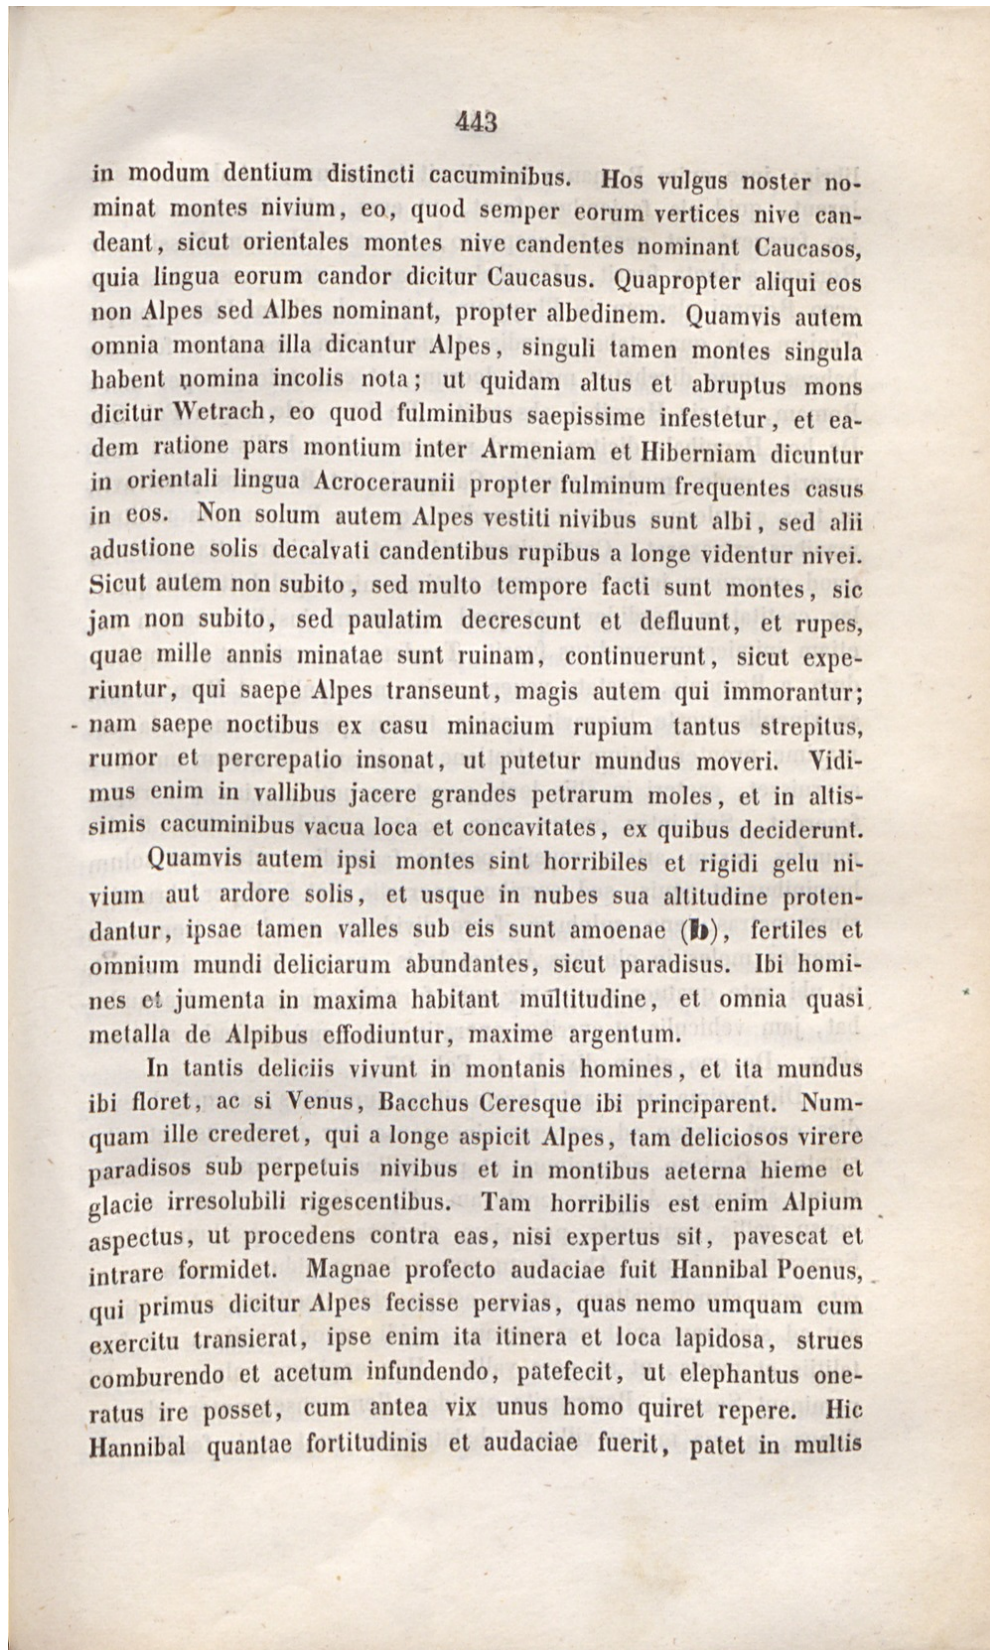 443
in modum dentium distincti cacuminibus. Hos vulgus noster no-
minat montes nivium, eo, quod semper eorum vertices nive can-
deant, sicut orientales montes nive candentes nominant Caucasos,
quia lingua eorum candor dicitur Caucasus. Quapropter aliqui eos
non Alpes sed Albes nominant, propter albedinem. Quamvis autem
omnia montana illa dicantur Alpes, singuli tamen montes singula
habent nomina incolis nota; ut quidam altus et abruptus mons
dicitur Wetrach, eo quod fulminibus saepissime infestetur, et ea-
dem ratione pars montium inter Armeniam et Hiberniam dicuntur
in orientali lingua Acroceraunii propter fulminum frequentes casus
in eos. Non solum autem Alpes vestiti nivibus sunt albi, sed alii
adustione solis decalvati candentibus rupibus a longe videntur nivei.
Sicut autem non subito, sed multo tempore facti sunt montes, sic
jam non subito, sed paulatim decrescunt et defluunt, et rupes,
quae mille annis minatae sunt ruinam, continuerunt, sicut expe-
riuntur, qui saepe Alpes transeunt, magis autem qui immorantur;
nam saepe noctibus ex casu minacium rupium tantus strepitus,
rumor et percrepatio insonat, ut putetur mundus moveri. Vidi-
mus enim in vallibus jacere grandes petrarum moles, et in altis-
simis cacuminibus vacua loca et concavitates, ex quibus deciderunt.
Quamvis autem ipsi montes sint horribiles et rigidi gelu ni-
vium aut ardore solis, et usque in nubes sua altitudine proten-
dantur, ipsae tamen valles sub eis sunt amoenae (b), fertiles et
omnium mundi deliciarum abundantes, sicut paradisus. Ibi homi-
nes et jumenta in maxima habitant multitudine, et omnia quasi
metalla de Alpibus effodiuntur, maxime argentum.
In tantis deliciis vivunt in montanis homines, et ita mundus
ibi floret, ac si Venus, Bacchus Ceresque ibi principarent. Num-
quam ille crederet, qui a longe aspicit Alpes, tam deliciosos virere
paradisos sub perpetuis nivibus et in montibus aeterna hieme et
glacie irresolubili rigescentibus. Tam horribilis est enim Alpium
aspectus, ut procedens contra eas, nisi expertus sit, pavescat et
intrare formidet. Magnae profecto audaciae fuit Hannibal Poenus,
qui primus dicitur Alpes fecisse pervias, quas nemo umquam cum
exercitu transierat, ipse enim ita itinera et loca lapidosa, strues
comburendo et acetum infundendo, patefecit, ut elephantus one-
ratus ire posset, cum antea vix unus homo quiret repere. Hic
Hannibal quantae fortitudinis et audaciae fuerit, patet in multis